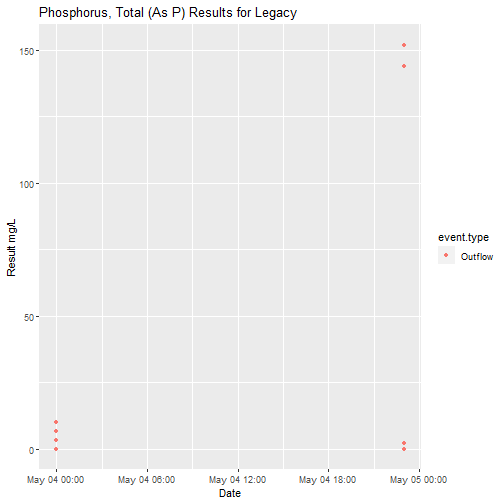 Phosphorus, Total (As P) Results for Legacy
150
100
50
0
Result mg/L
May 04 00:00
May 04 06:00
May 04 12:00
May 04 18:00
May 05 00:00
Date
event.type
Outflow